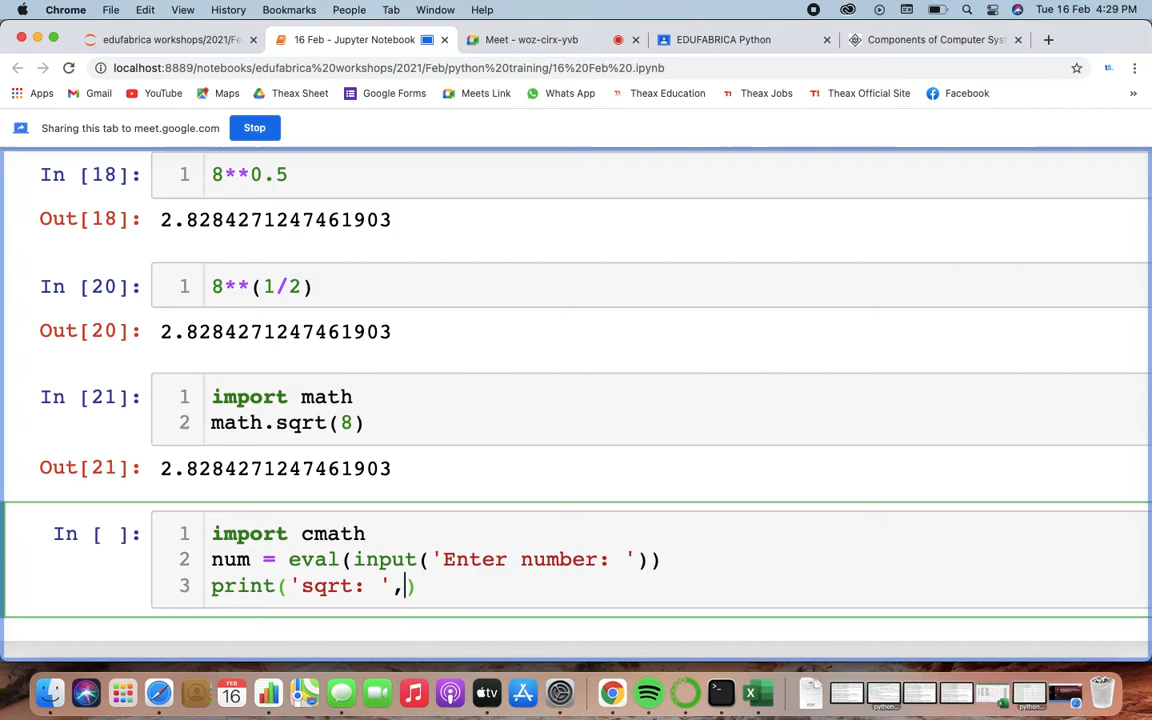 Chrome File Edit View History Bookmarks People Tab Window Help Tue 16 Feb 4:29 PM
edufabrica workshops/2021/Fe 16 Feb - Jupyter Notebook Meet - woz-cirx-yvb EDUFABRICA Python Components of Computer Sys
localhost:8889/notebooks/edufabrica%20workshops/2021/Feb/python%20training/16%20Feb%20.ipynb
Apps Gmail YouTube Maps Theax Sheet Google Forms Meets Link Whats App Theax Education Theax Jobs Theax Official Site Facebook »
Sharing this tab to meet.google.com Stop
In [18]: 1 8**0.5
Out[18]: 2.8284271247461903
In [20]: 1 8**(1/2)
Out[20]: 2.8284271247461903
In [21]: 1 import math
2 math.sqrt(8)
Out[21]: 2.8284271247461903
In [ ]: 1 import cmath
2 num = eval(input('Enter number: '))
3 print('sqrt: ',)
FEB
16
tv